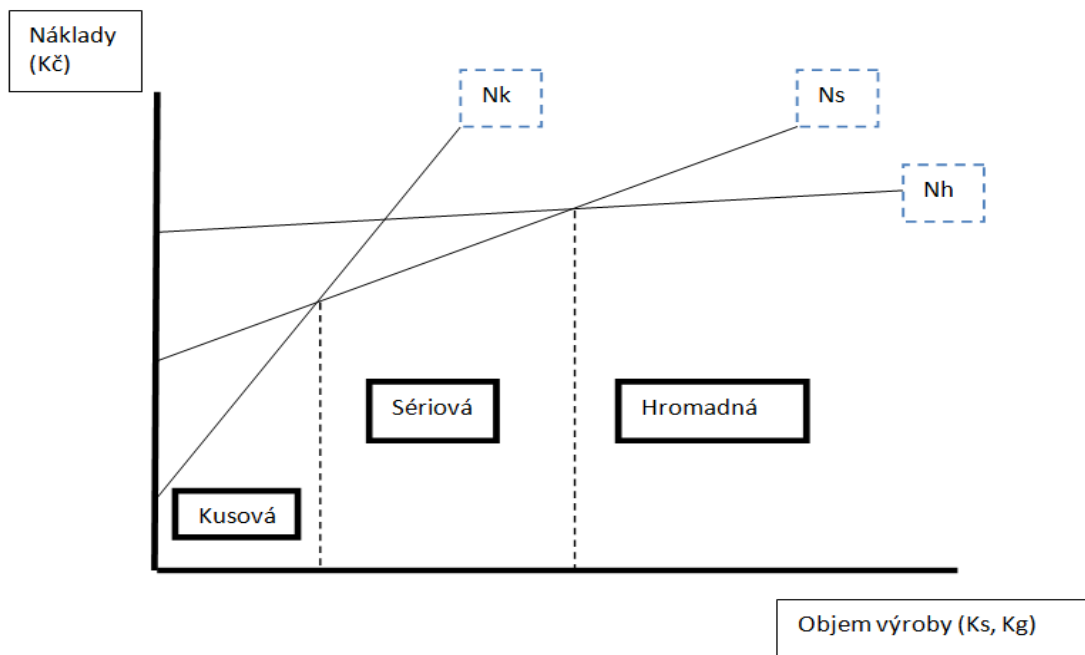 Náklady
(Kč)
Nk
Ns
Nh
Sériová
Hromadná
Kusová
Objem výroby (Ks, Kg)